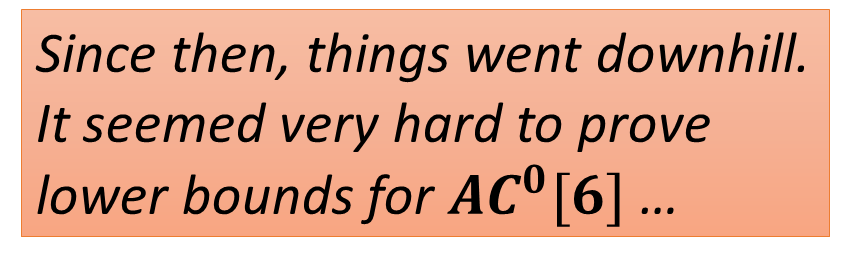 Since then, things went downhill.
It seemed very hard to prove
lower bounds for AC⁰[6] ...